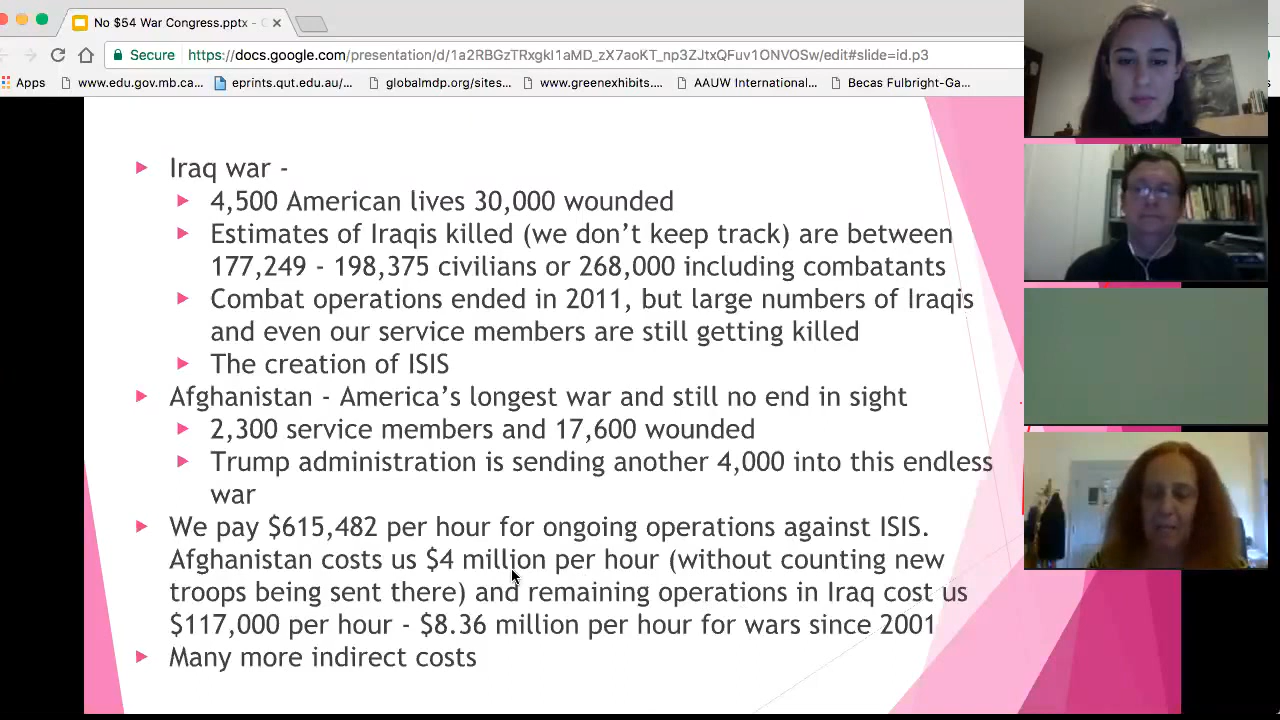 No $54 War Congress.pptx - G
Secure https://docs.google.com/presentation/d/1a2RBGzTRxgkI1aMD_zX7aoKT_np3ZJtxQFuv1ONVOSw/edit#slide=id.p3
Apps www.edu.gov.mb.ca... eprints.qut.edu.au/... globalmdp.org/sites... www.greenexhibits.... AAUW International... Becas Fulbright-Ga...
Iraq war -
4,500 American lives 30,000 wounded
Estimates of Iraqis killed (we don't keep track) are between
177,249 - 198,375 civilians or 268,000 including combatants
Combat operations ended in 2011, but large numbers of Iraqis
and even our service members are still getting killed
The creation of ISIS
Afghanistan - America's longest war and still no end in sight
2,300 service members and 17,600 wounded
Trump administration is sending another 4,000 into this endless
war
We pay $615,482 per hour for ongoing operations against ISIS.
Afghanistan costs us $4 million per hour (without counting new
troops being sent there) and remaining operations in Iraq cost us
$117,000 per hour - $8.36 million per hour for wars since 2001
Many more indirect costs